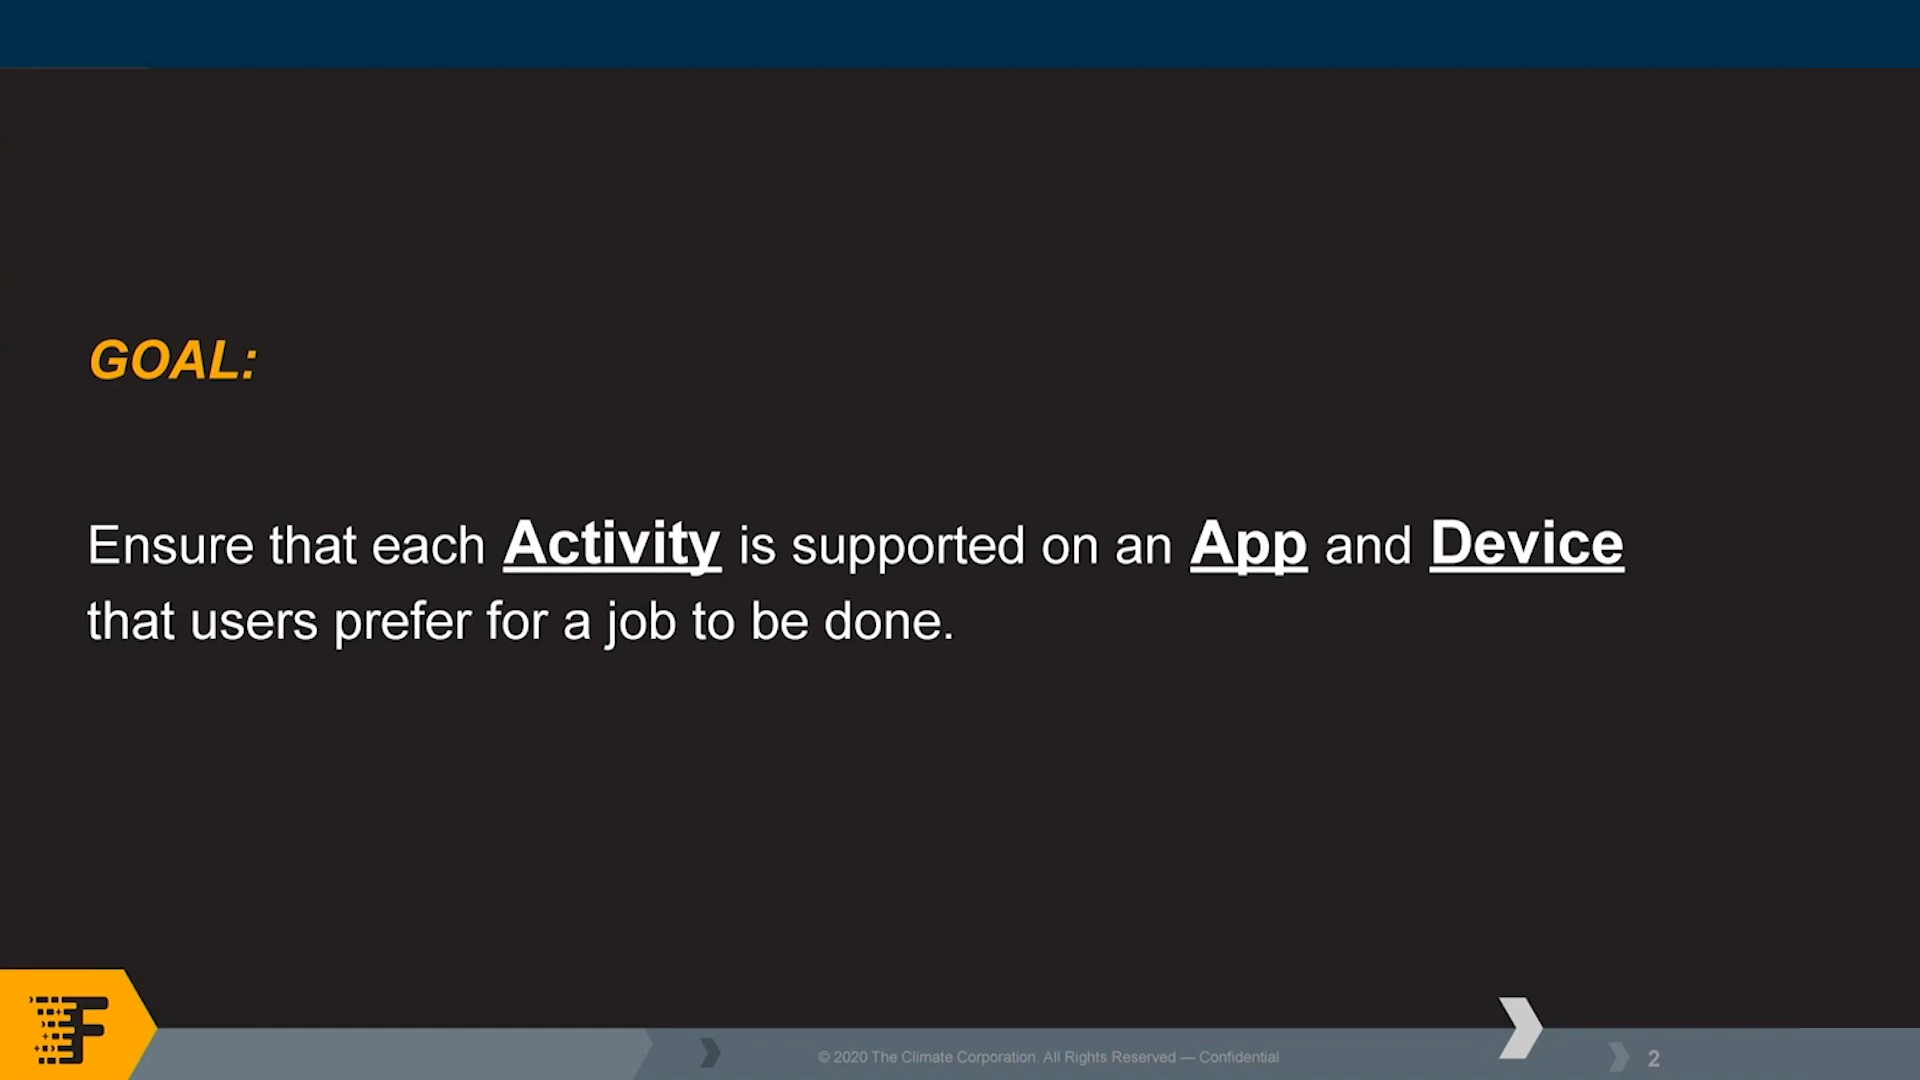 GOAL:
Ensure that each Activity is supported on an App and Device
that users prefer for a job to be done.
F
© 2020 The Climate Corporation. All Rights Reserved — Confidential
2